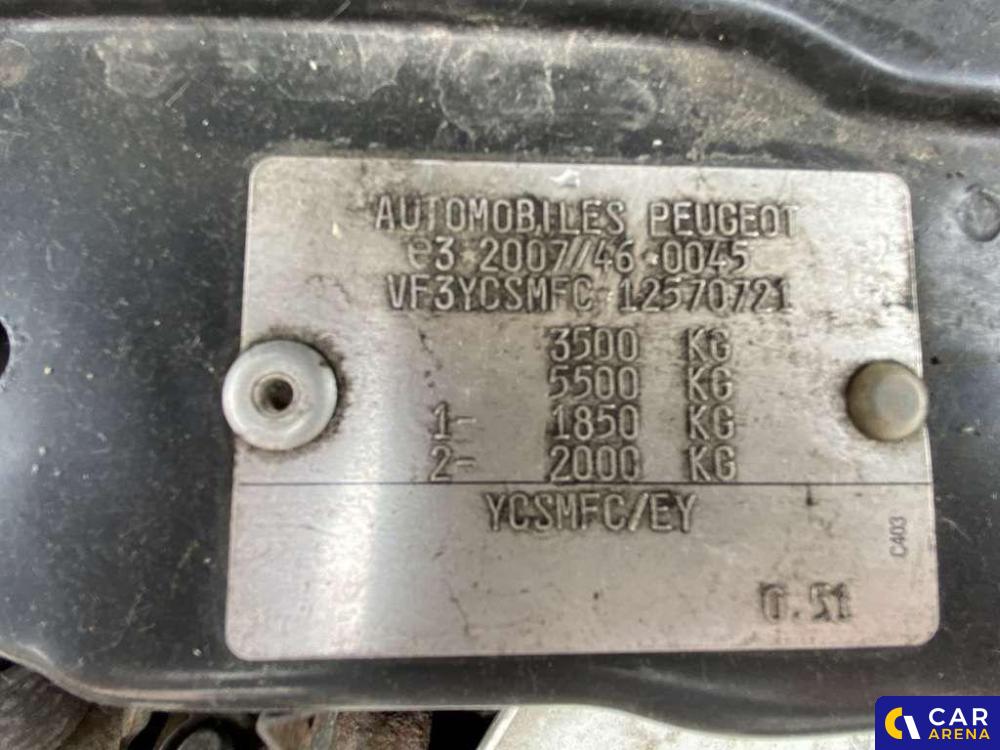 AUTOMOBILES PEUGEOT
e3 2007/46 0045
VF3YCSMFC 12570721
3500 KG
5500 KG
1- 1850 KG
2- 2000 KG
YCSMFC/EY
C403
0.51
CAR
ARENA